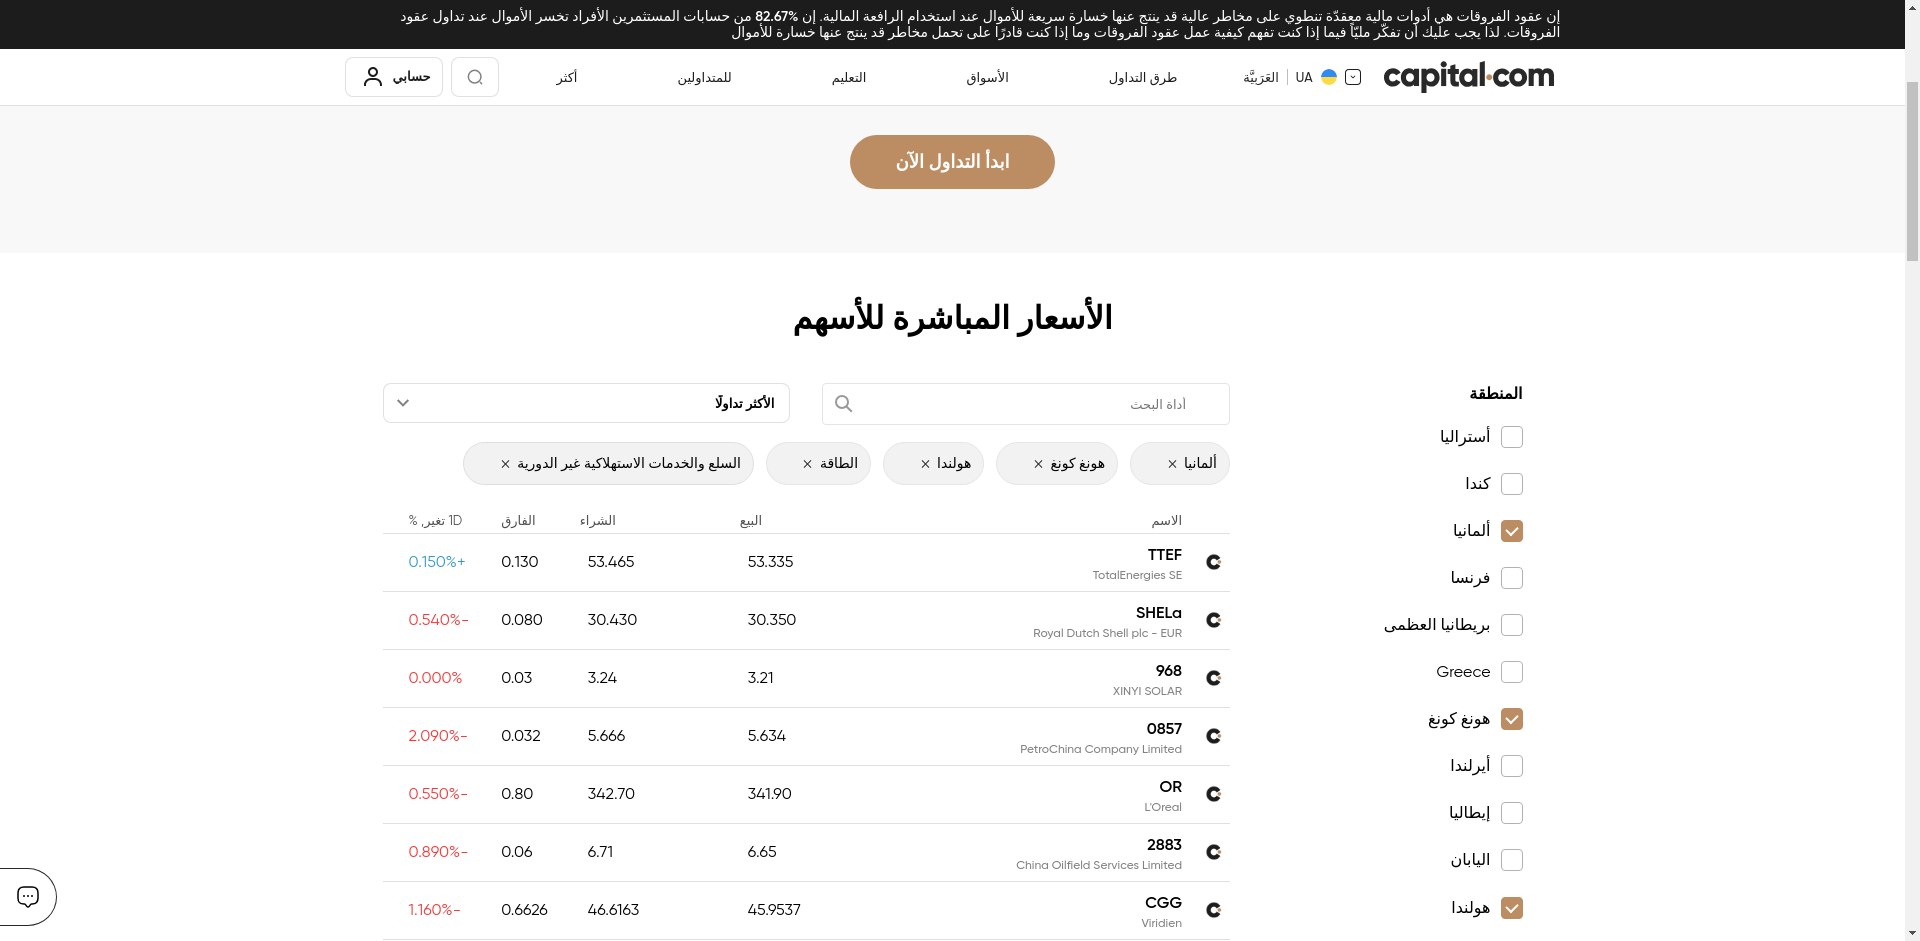 إن عقود الفروقات هي أدوات مالية معقدّة تنطوي على مخاطر عالية قد ينتج عنها خسارة سريعة للأموال عند استخدام الرافعة المالية. إن 82.67% من حسابات المستثمرين الأفراد تخسر الأموال عند تداول عقود
الفروقات. لذا يجب عليك أن تفكّر مليّاً فيما إذا كنت تفهم كيفية عمل عقود الفروقات وما إذا كنت قادرًا على تحمل مخاطر قد ينتج عنها خسارة للأموال
capital.com
UA العَرَبِيَّة
طرق التداول
الأسواق
التعليم
للمتداولين
أكثر
حسابي
ابدأ التداول الآن
الأسعار المباشرة للأسهم
المنطقة
أستراليا
كندا
ألمانيا
فرنسا
بريطانيا العظمى
Greece
هونغ كونغ
أيرلندا
إيطاليا
اليابان
هولندا
أداة البحث
الأكثر تداولًا
ألمانيا ×
هونغ كونغ ×
هولندا ×
الطاقة ×
السلع والخدمات الاستهلاكية غير الدورية ×
الاسم البيع الشراء الفارق 1D تغير, %
TTEF 53.335 53.465 0.130 0.150%+
TotalEnergies SE
SHELa 30.350 30.430 0.080 0.540%-
Royal Dutch Shell plc - EUR
968 3.21 3.24 0.03 0.000%
XINYI SOLAR
0857 5.634 5.666 0.032 2.090%-
PetroChina Company Limited
OR 341.90 342.70 0.80 0.550%-
L'Oreal
2883 6.65 6.71 0.06 0.890%-
China Oilfield Services Limited
CGG 45.9537 46.6163 0.6626 1.160%-
Viridien